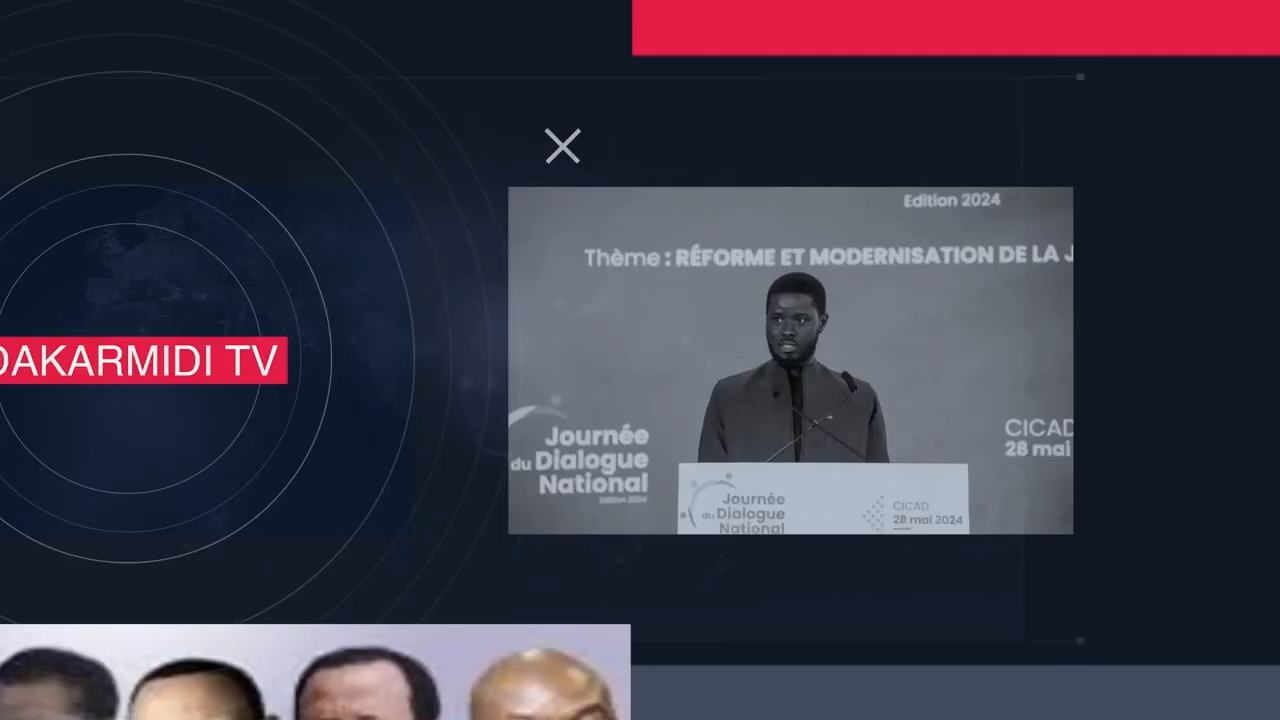 Edition 2024
Thème : RÉFORME ET MODERNISATION DE LA J
DAKARMIDI TV
Journée
du Dialogue
National
Edition 2024
CICAD
28 mai
Journée
du Dialogue
National
CICAD
28 mai 2024